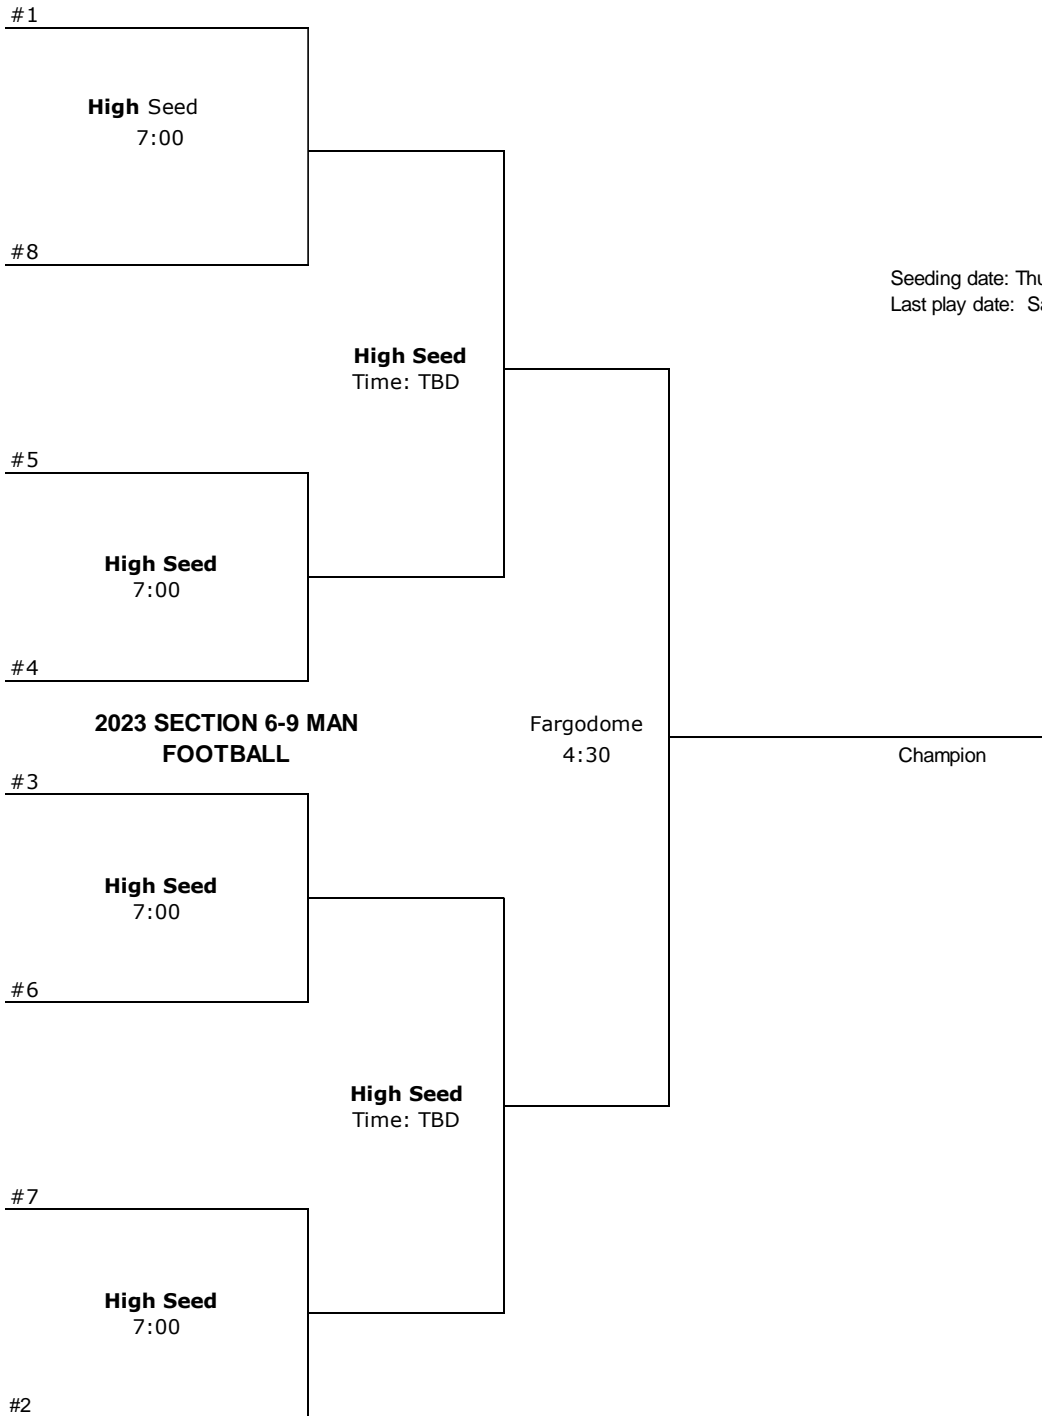 #1
High Seed
7:00
#8
Seeding date:
Last play date:
High Seed
Time: TBD
#5
High Seed
7:00
#4
2023 SECTION 6-9 MAN
FOOTBALL
Fargodome
4:30
Champion
#3
High Seed
7:00
#6
High Seed
Time: TBD
#7
High Seed
7:00
#2